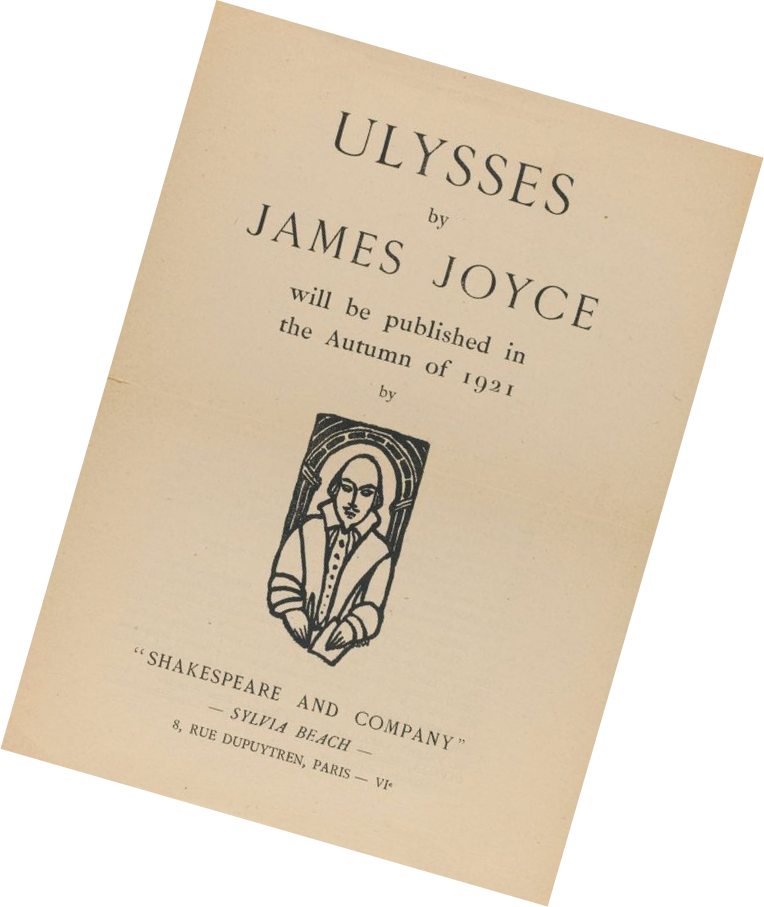 ULYSSES
by
JAMES JOYCE
will be published in
the Autumn of 1921
by
“SHAKESPEARE AND COMPANY”
— SYLVIA BEACH —
8, RUE DUPUYTREN, PARIS — VIᵉ